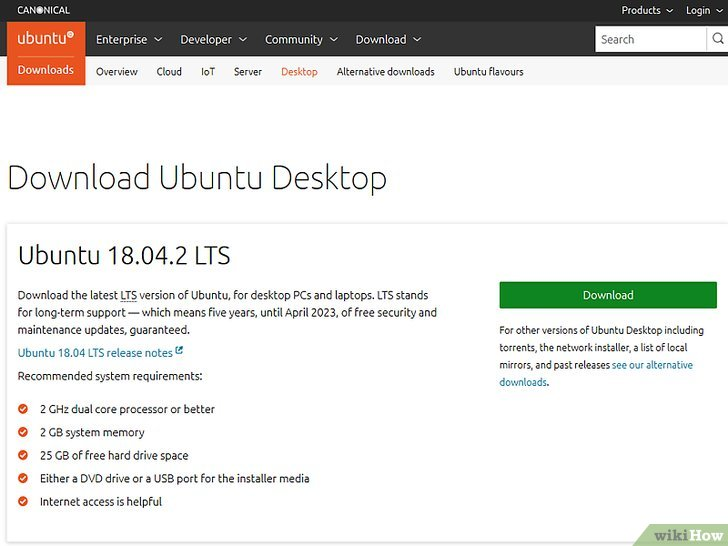 CANONICAL Products Login
ubuntu Enterprise Developer Community Download Search
Downloads Overview Cloud IoT Server Desktop Alternative downloads Ubuntu flavours
Download Ubuntu Desktop
Ubuntu 18.04.2 LTS
Download the latest LTS version of Ubuntu, for desktop PCs and laptops. LTS stands
for long-term support — which means five years, until April 2023, of free security and
maintenance updates, guaranteed.
Ubuntu 18.04 LTS release notes
Recommended system requirements:
2 GHz dual core processor or better
2 GB system memory
25 GB of free hard drive space
Either a DVD drive or a USB port for the installer media
Internet access is helpful
Download
For other versions of Ubuntu Desktop including
torrents, the network installer, a list of local
mirrors, and past releases see our alternative
downloads.
wikiHow